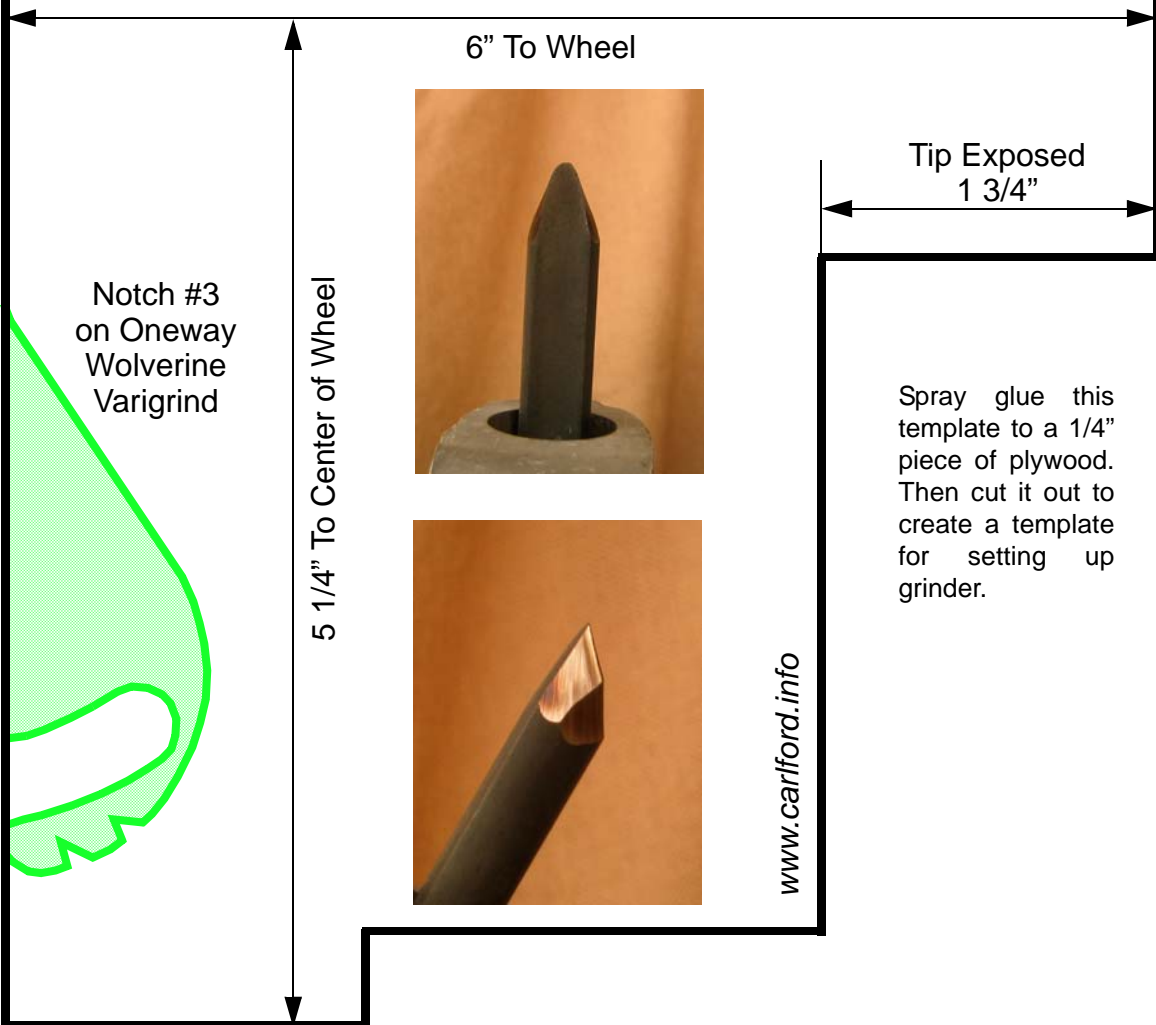 6” To Wheel
Tip Exposed
1 3/4”
Notch #3
on Oneway
Wolverine
Varigrind
5 1/4” To Center of Wheel
Spray glue this
template to a 1/4”
piece of plywood.
Then cut it out to
create a template
for setting up
grinder.
www.carlford.info